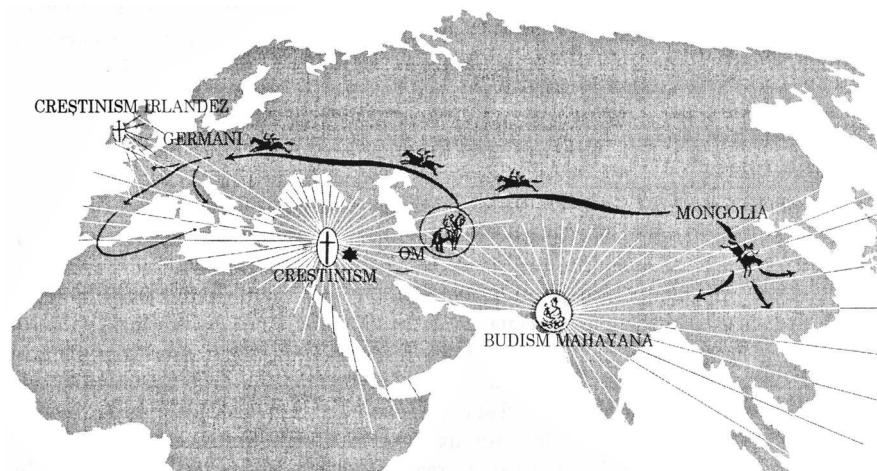 CREȘTINISM IRLANDEZ
GERMANI
MONGOLIA
OM
CREȘTINISM
BUDISM MAHAYANA